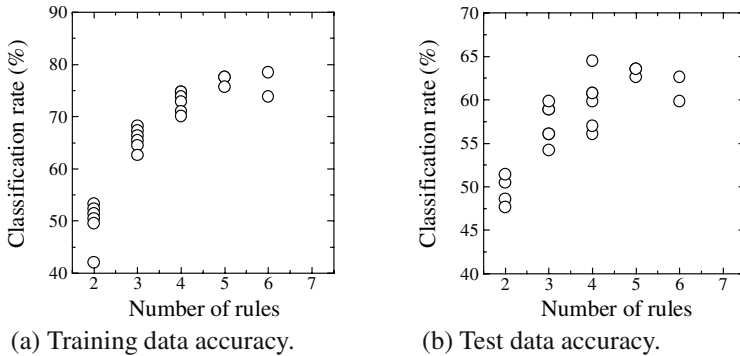 Classification rate (%)
90
80
70
60
50
40
2 3 4 5 6 7
Number of rules
(a) Training data accuracy.
Classification rate (%)
70
65
60
55
50
45
40
2 3 4 5 6 7
Number of rules
(b) Test data accuracy.